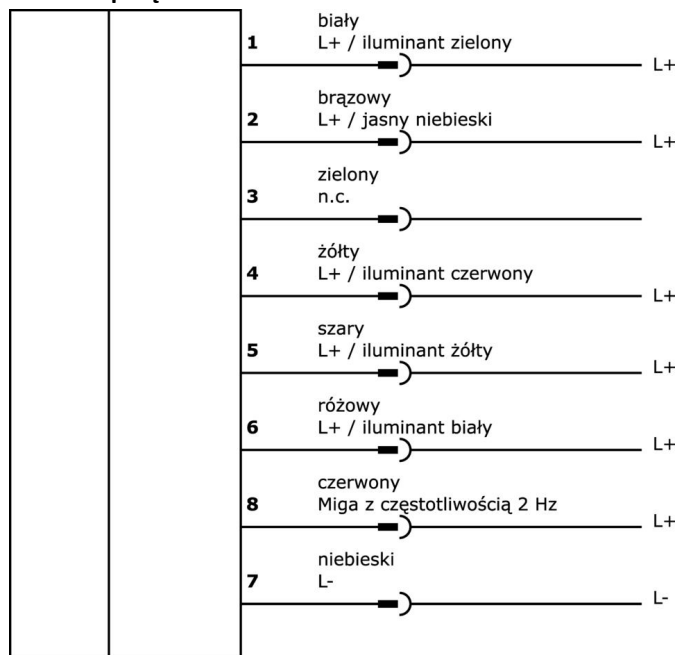 biały
1 L+ / iluminant zielony
L+
brązowy
2 L+ / jasny niebieski
L+
zielony
3 n.c.
żółty
4 L+ / iluminant czerwony
L+
szary
5 L+ / iluminant żółty
L+
różowy
6 L+ / iluminant biały
L+
czerwony
8 Miga z częstotliwością 2 Hz
L+
niebieski
7 L-
L-